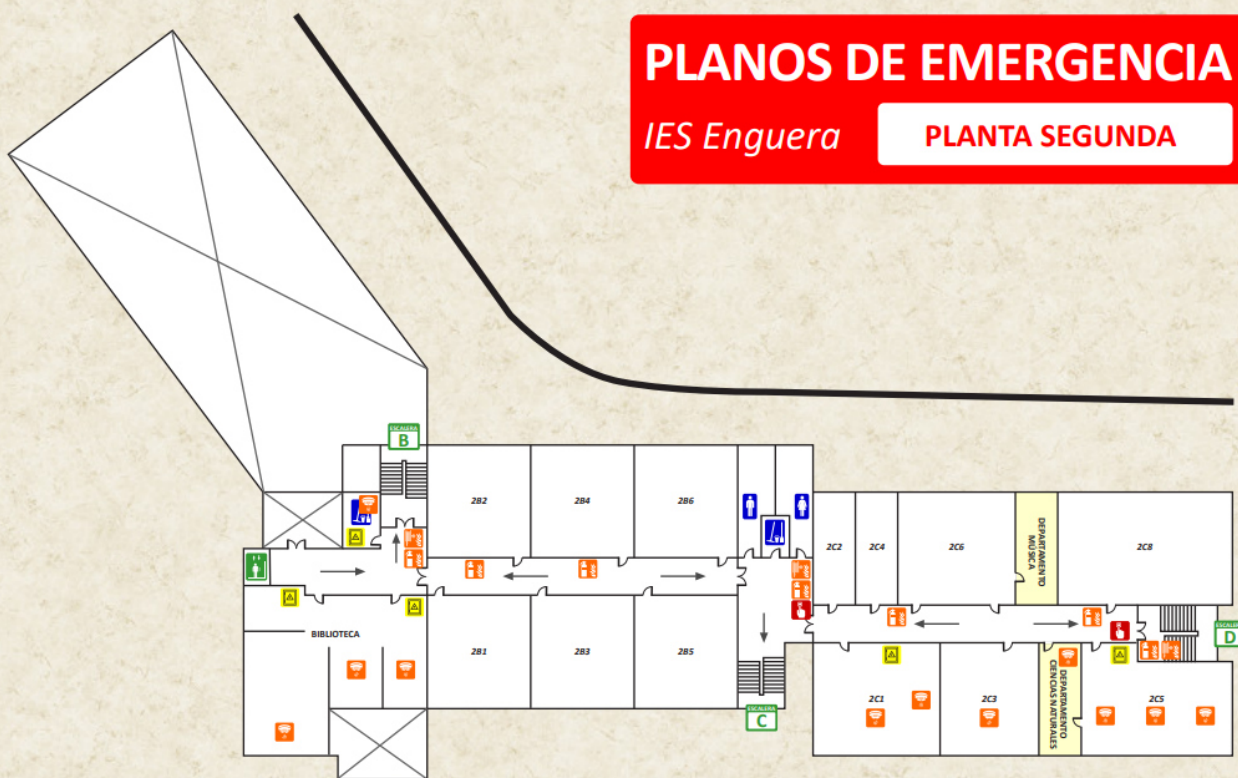 PLANOS DE EMERGENCIA
IES Enguera
PLANTA SEGUNDA
ESCALERA
B
2B2
2B4
2B6
2C2
2C4
2C6
DEPARTAMENTO
MÚSICA
2C8
BIBLIOTECA
2B1
2B3
2B5
ESCALERA
D
2C1
2C3
DEPARTAMENTO
CIENCIAS NATURALES
2C5
ESCALERA
C